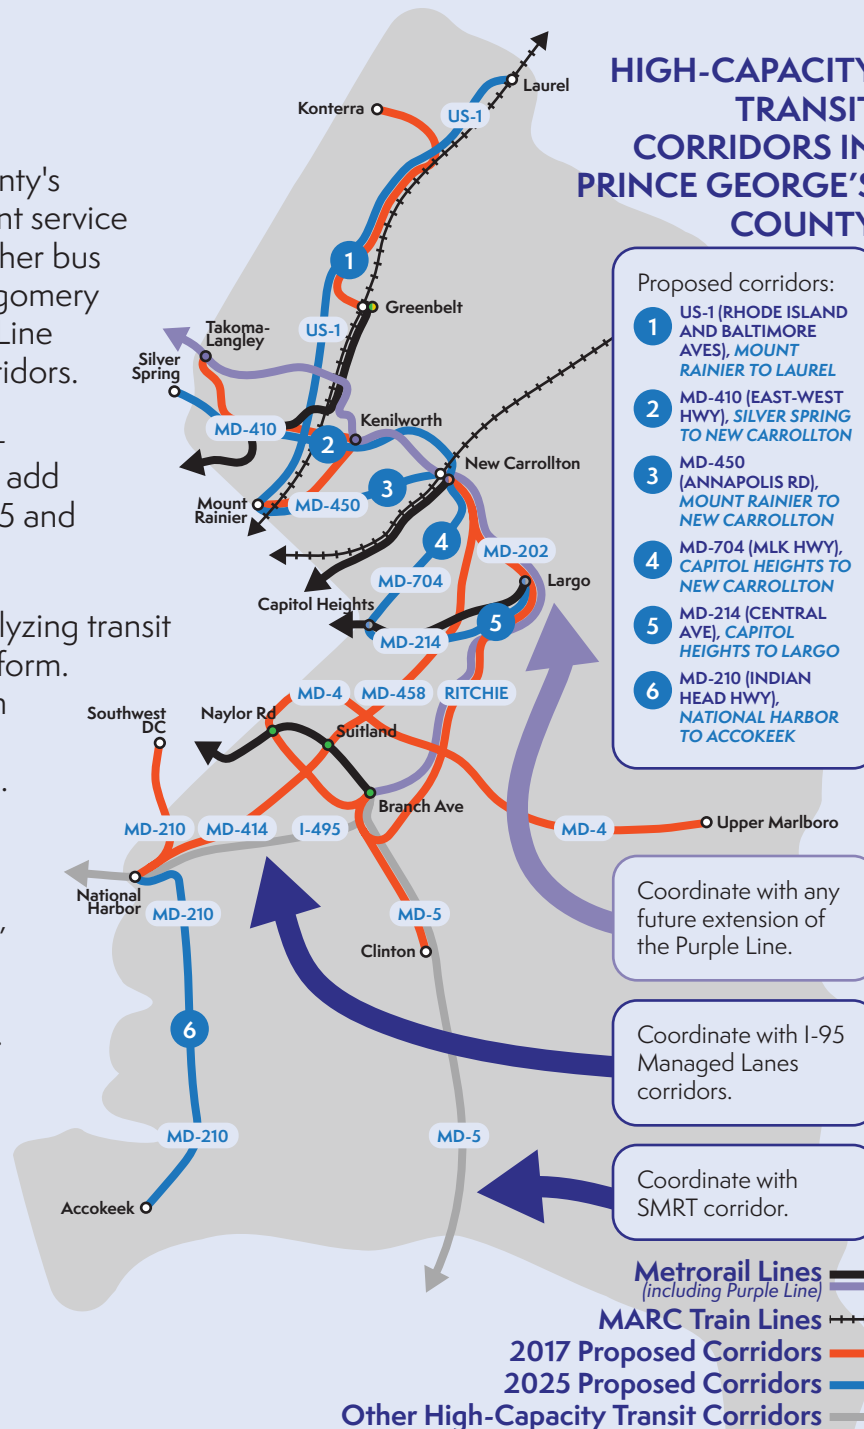 HIGH-CAPACITY
TRANSIT
CORRIDORS IN
PRINCE GEORGE'S
COUNTY
nty's
nt service
her bus
gomery
Line
ridors.
add
5 and
lyzing transit
form.
Proposed corridors:
1 US-1 (RHODE ISLAND
AND BALTIMORE
AVES), MOUNT
RAINIER TO LAUREL
2 MD-410 (EAST-WEST
HWY), SILVER SPRING
TO NEW CARROLLTON
3 MD-450
(ANNAPOLIS RD),
MOUNT RAINIER TO
NEW CARROLLTON
4 MD-704 (MLK HWY),
CAPITOL HEIGHTS TO
NEW CARROLLTON
5 MD-214 (CENTRAL
AVE), CAPITOL
HEIGHTS TO LARGO
6 MD-210 (INDIAN
HEAD HWY),
NATIONAL HARBOR
TO ACCOKEEK
Laurel
Konterra
US-1
1
Greenbelt
US-1
Takoma-
Langley
Silver
Spring
MD-410
Kenilworth
2
New Carrollton
3
Mount
Rainier
MD-450
4
MD-202
MD-704
Largo
Capitol Heights
5
MD-214
MD-4
MD-458
RITCHIE
Southwest
DC
Naylor Rd
Suitland
Branch Ave
MD-210
MD-414
I-495
MD-4
Upper Marlboro
National
Harbor
MD-210
MD-5
Clinton
6
MD-210
MD-5
Accokeek
Coordinate with any
future extension of
the Purple Line.
Coordinate with I-95
Managed Lanes
corridors.
Coordinate with
SMRT corridor.
Metrorail Lines
(including Purple Line)
MARC Train Lines
2017 Proposed Corridors
2025 Proposed Corridors
Other High-Capacity Transit Corridors